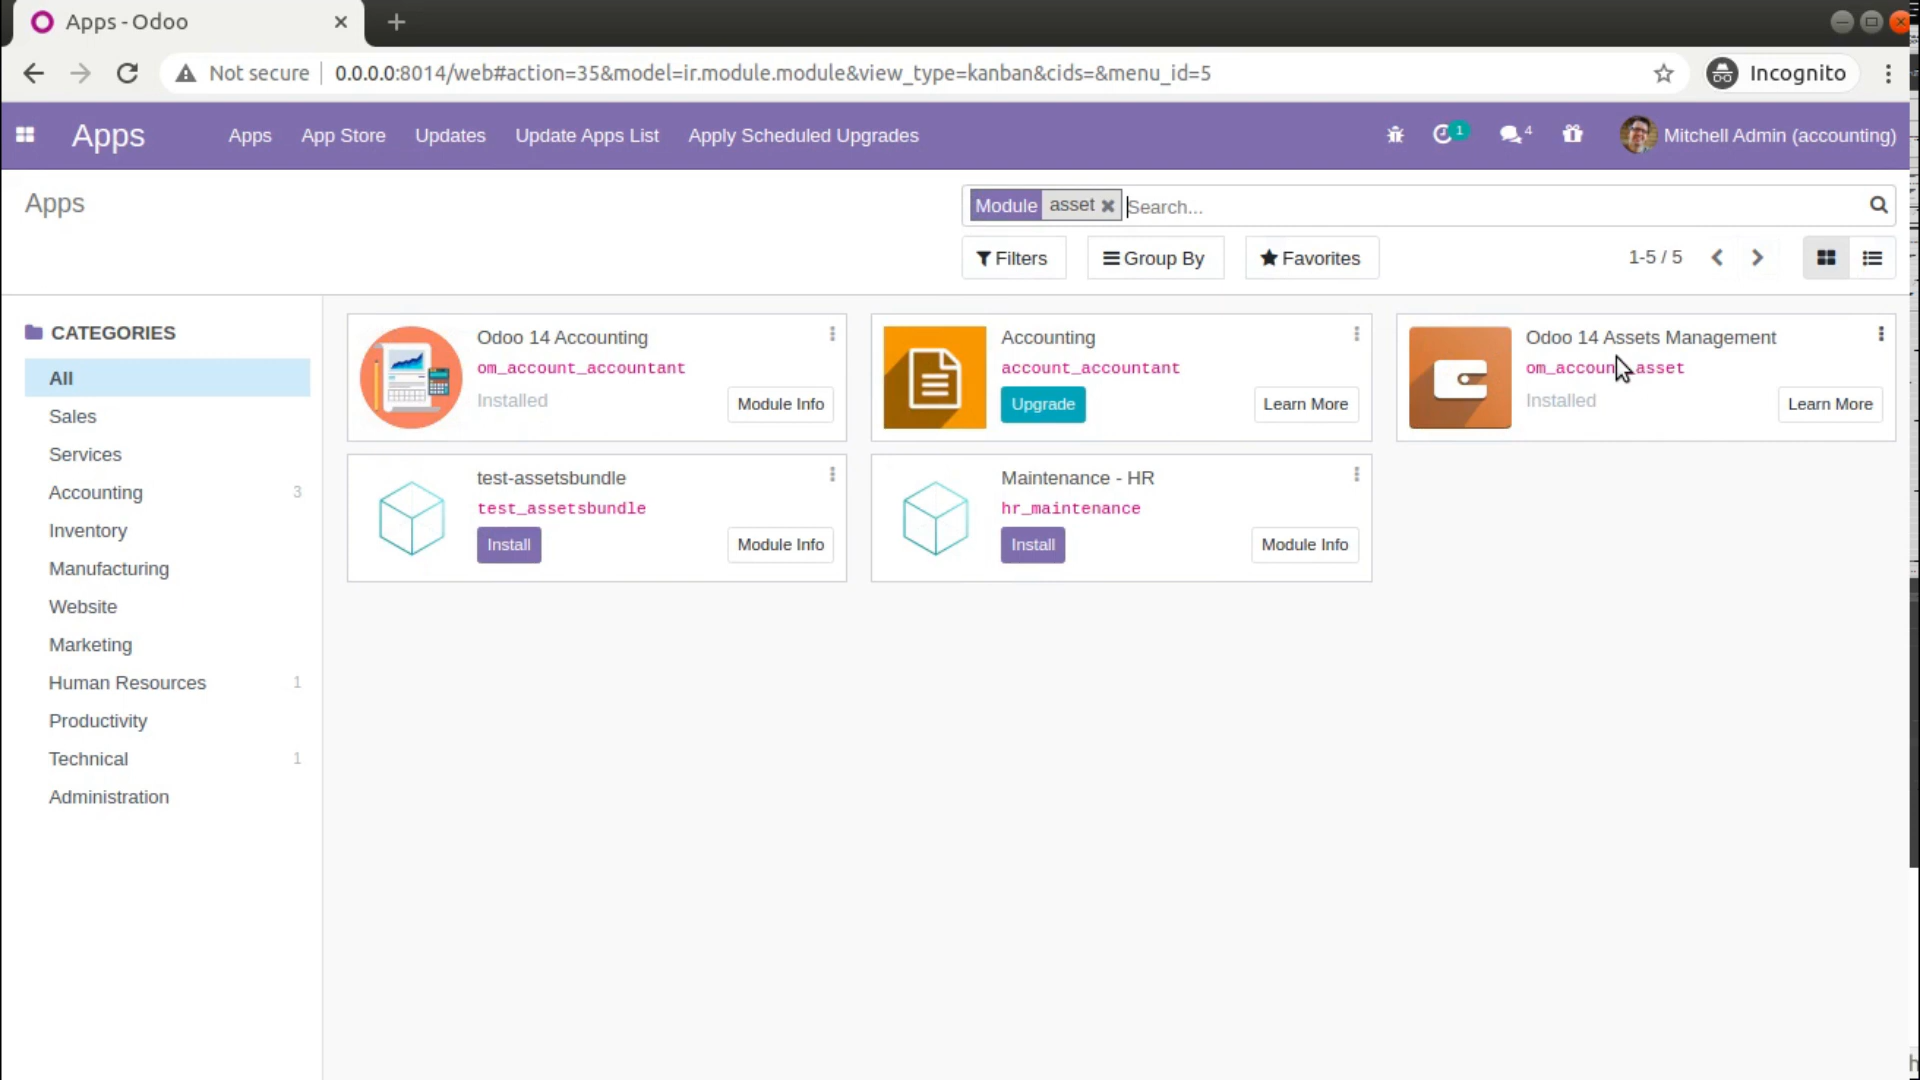 Apps - Odoo
Not secure
0.0.0.0:8014/web#action=35&model=ir.module.module&view_type=kanban&cids=&menu_id=5
Incognito
Apps
Apps
App Store
Updates
Update Apps List
Apply Scheduled Upgrades
1
4
Mitchell Admin (accounting)
Apps
Module asset
Search...
Filters
Group By
Favorites
1-5 / 5
CATEGORIES
All
Sales
Services
Accounting 3
Inventory
Manufacturing
Website
Marketing
Human Resources 1
Productivity
Technical 1
Administration
Odoo 14 Accounting
om_account_accountant
Installed
Module Info
Accounting
account_accountant
Upgrade
Learn More
Odoo 14 Assets Management
om_account_asset
Installed
Learn More
test-assetsbundle
test_assetsbundle
Install
Module Info
Maintenance - HR
hr_maintenance
Install
Module Info